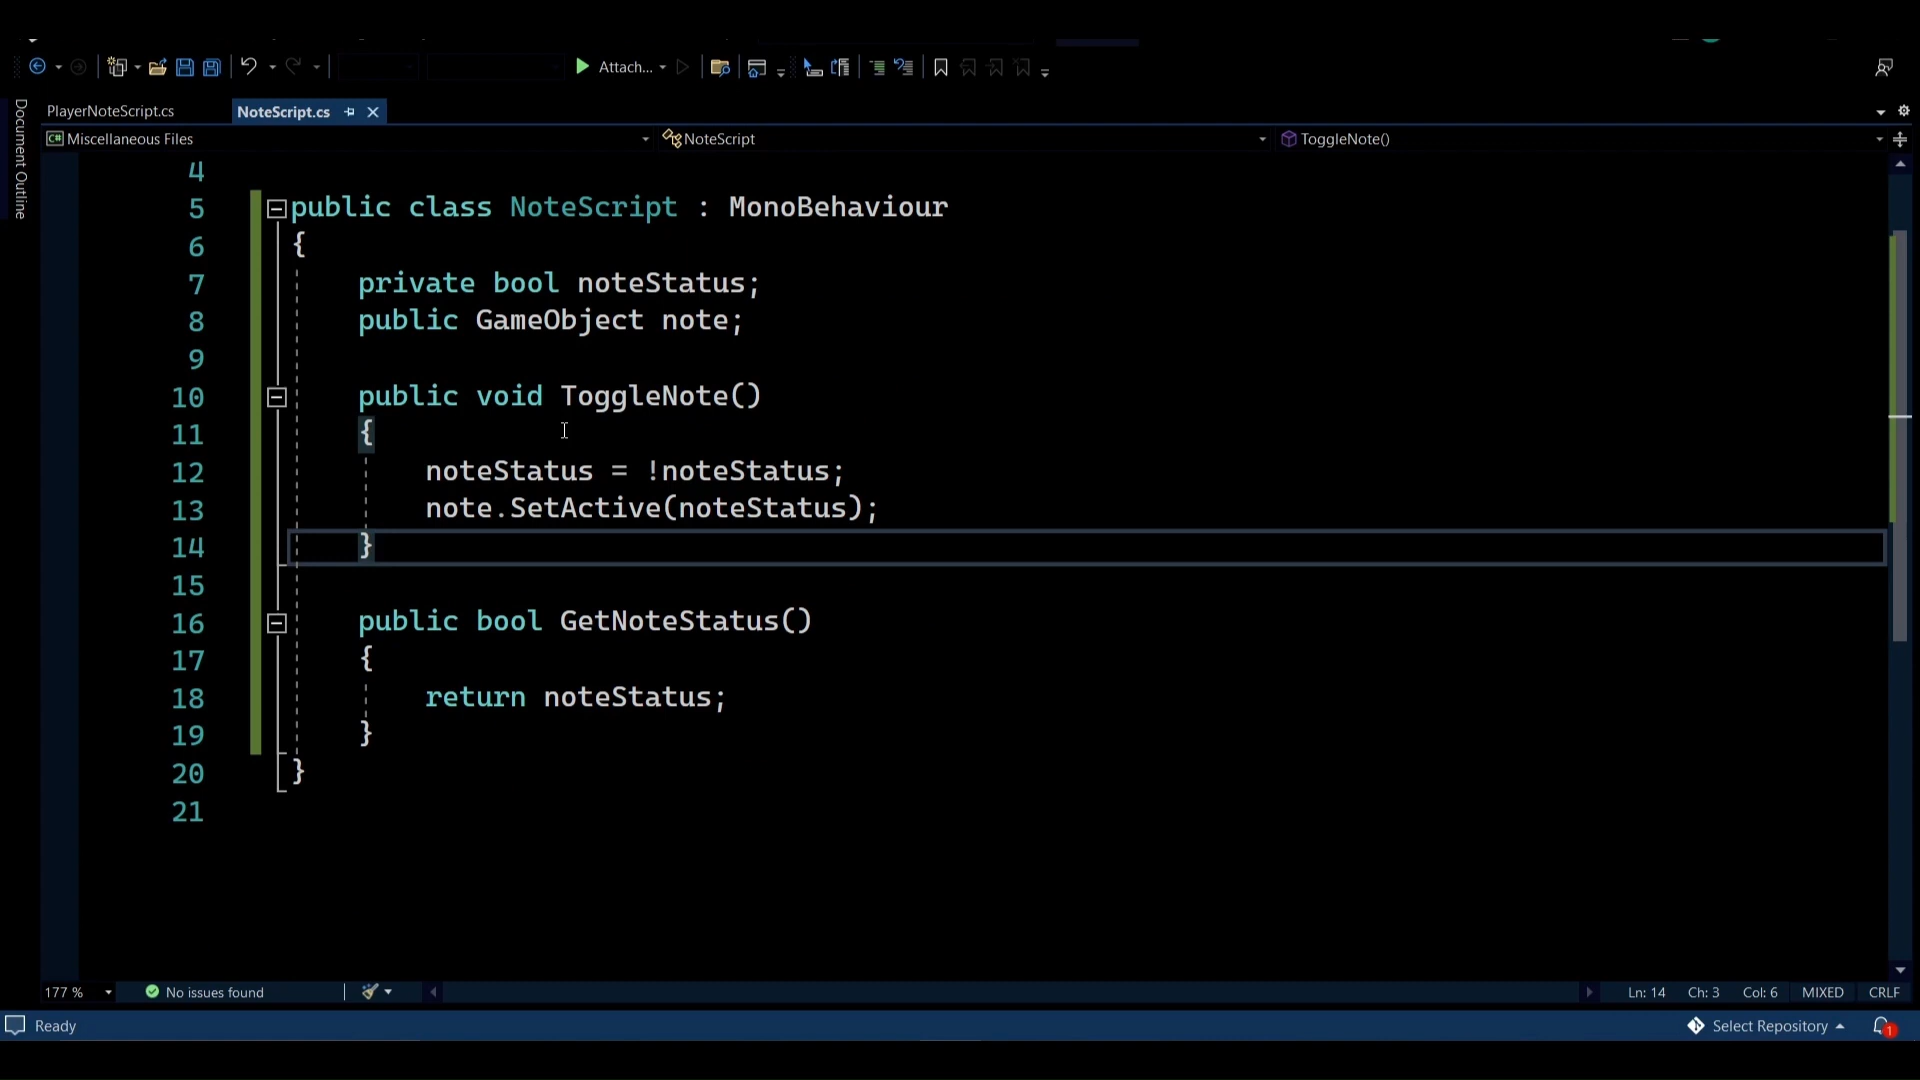 Attach...
PlayerNoteScript.cs
NoteScript.cs
Document Outline
C# Miscellaneous Files
NoteScript
ToggleNote()
4
5 public class NoteScript : MonoBehaviour
6 {
7 private bool noteStatus;
8 public GameObject note;
9
10 public void ToggleNote()
11 {
12 noteStatus = !noteStatus;
13 note.SetActive(noteStatus);
14 }
15
16 public bool GetNoteStatus()
17 {
18 return noteStatus;
19 }
20 }
21
177 %
No issues found
Ln: 14 Ch: 3 Col: 6 MIXED CRLF
Ready
Select Repository
1